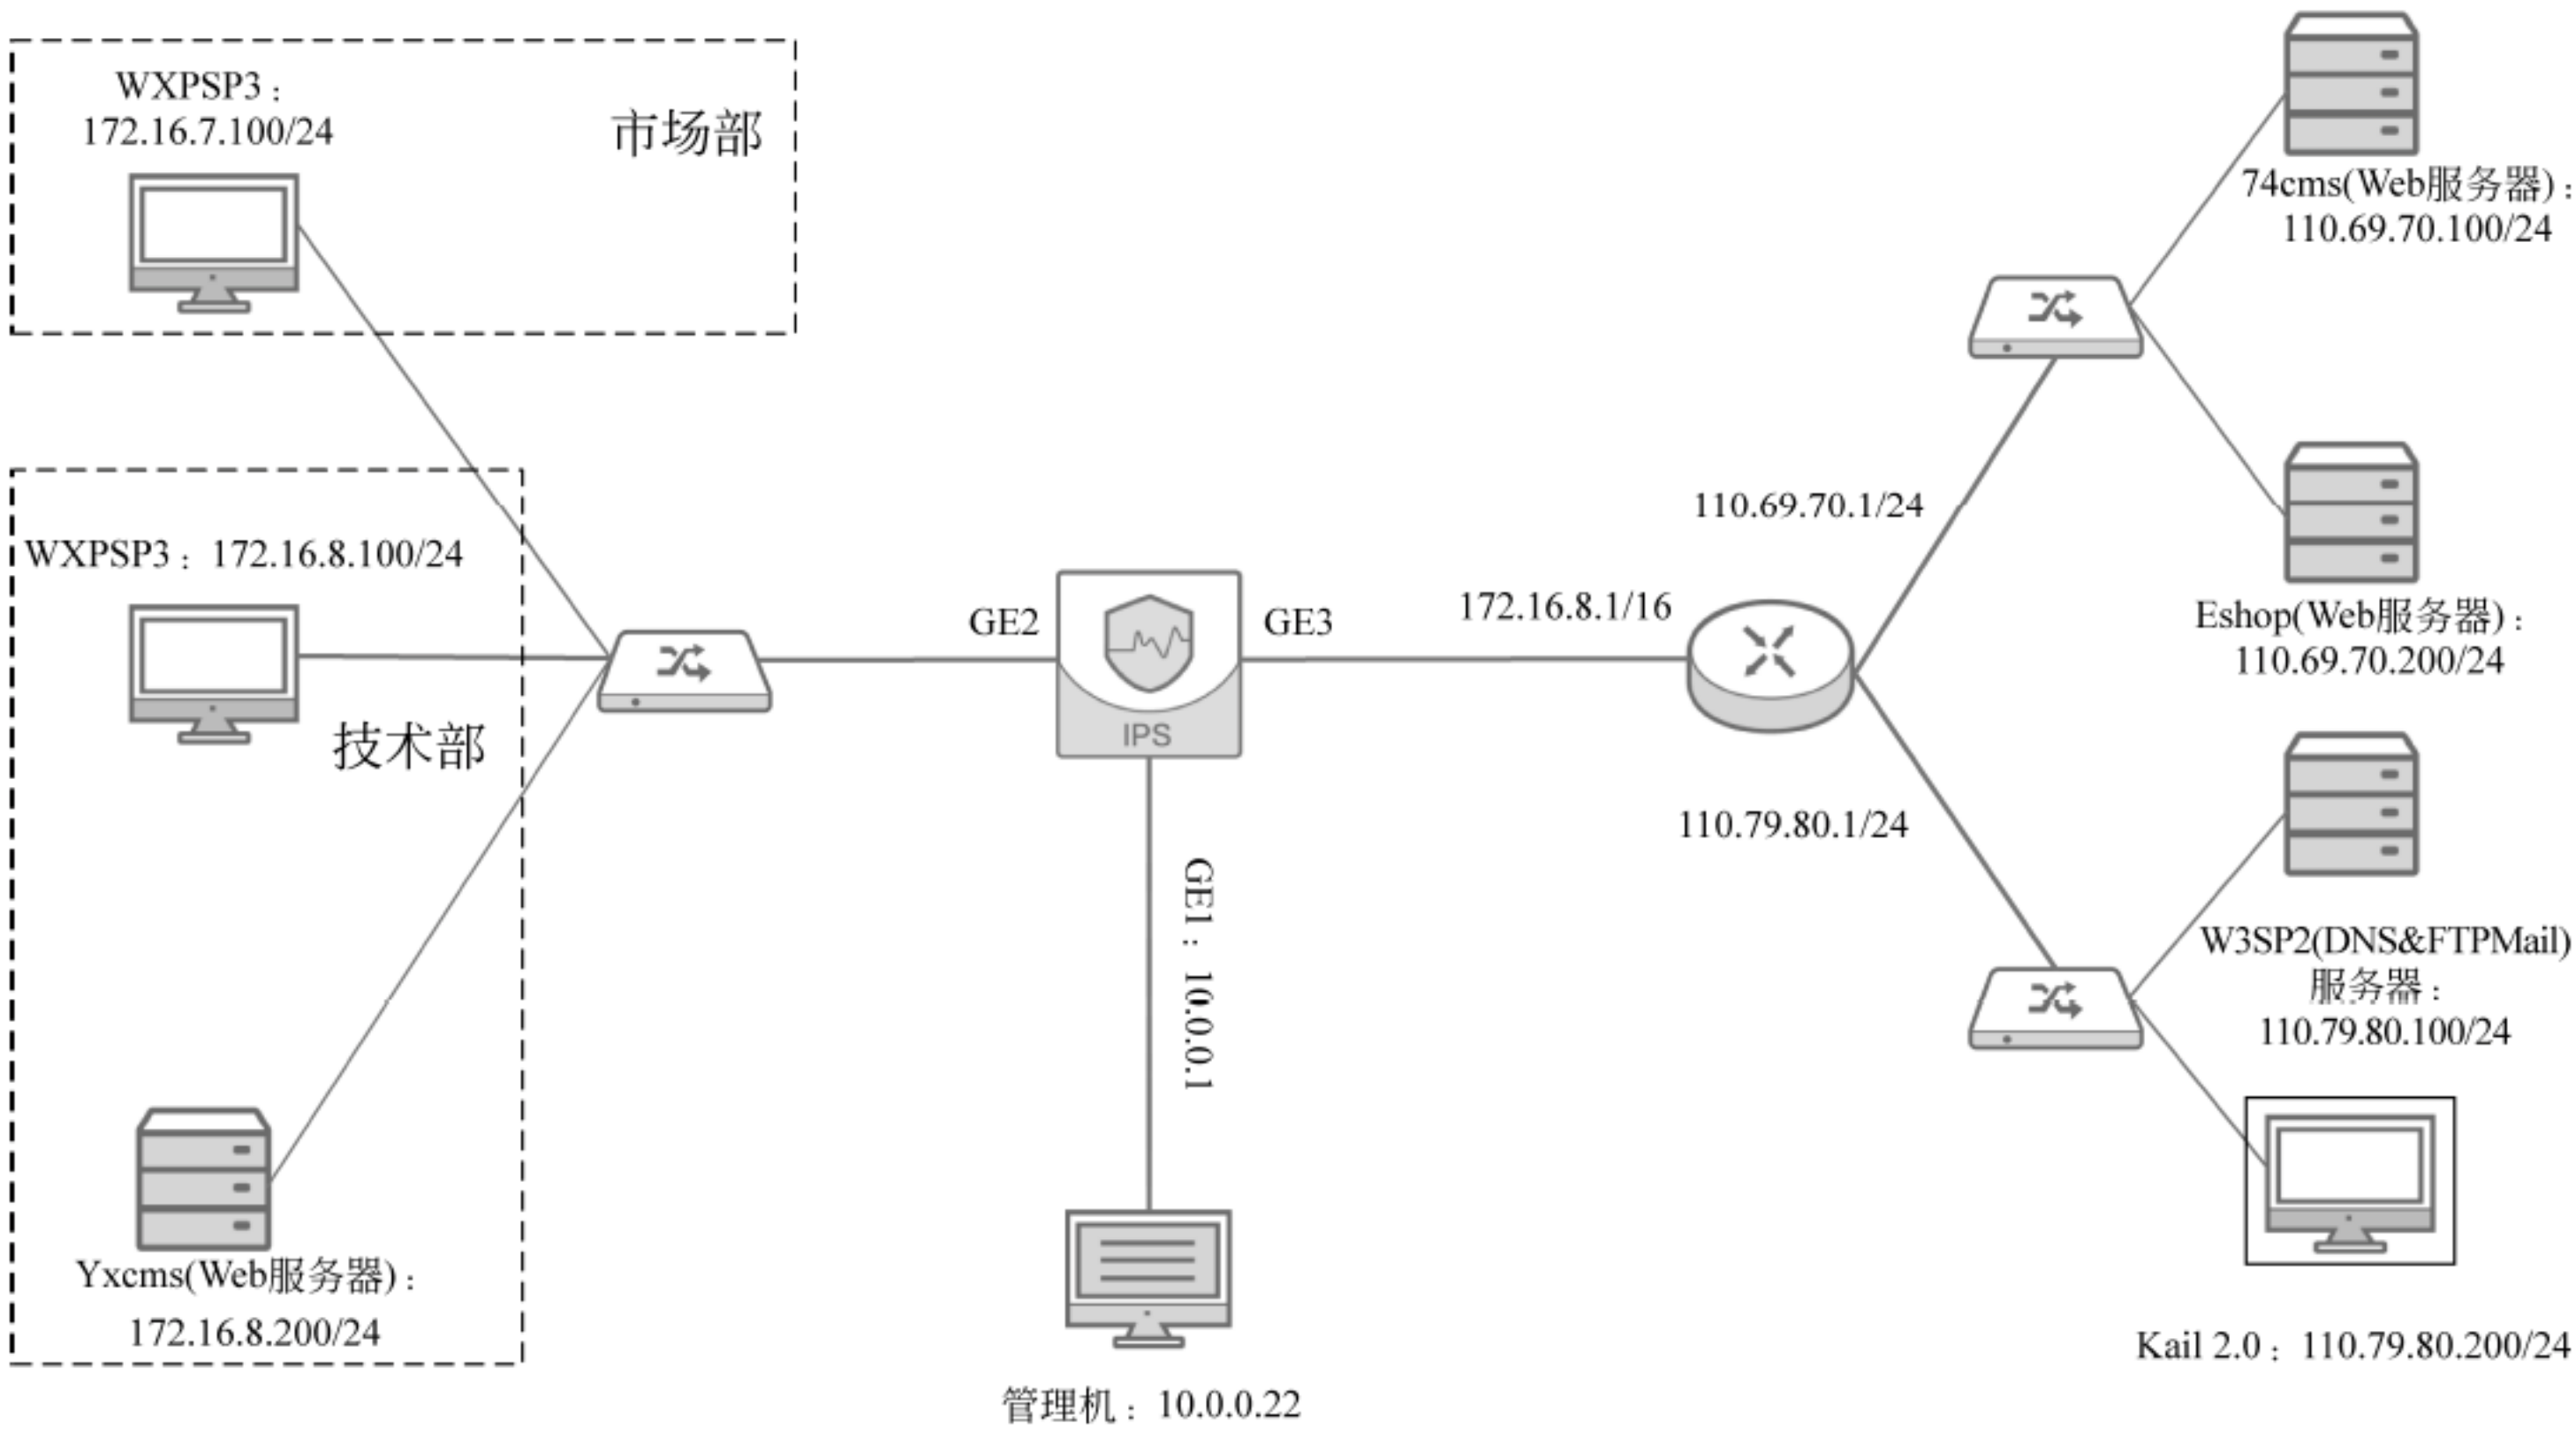 WXPSP3：
172.16.7.100/24
市场部
WXPSP3：172.16.8.100/24
技术部
Yxcms(Web服务器)：
172.16.8.200/24
GE2
IPS
GE3
GE1：10.0.0.1
管理机：10.0.0.22
172.16.8.1/16
110.69.70.1/24
110.79.80.1/24
74cms(Web服务器)：
110.69.70.100/24
Eshop(Web服务器)：
110.69.70.200/24
W3SP2(DNS&FTPMail)
服务器：
110.79.80.100/24
Kail 2.0：110.79.80.200/24